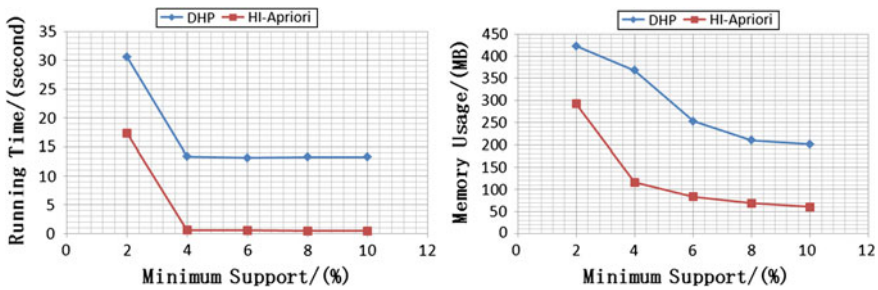 DHP HI-Apriori
Running Time/(second)
35
30
25
20
15
10
5
0
0 2 4 6 8 10 12
Minimum Support/(%)
DHP HI-Apriori
Memory Usage/(MB)
450
400
350
300
250
200
150
100
50
0
0 2 4 6 8 10 12
Minimum Support/(%)